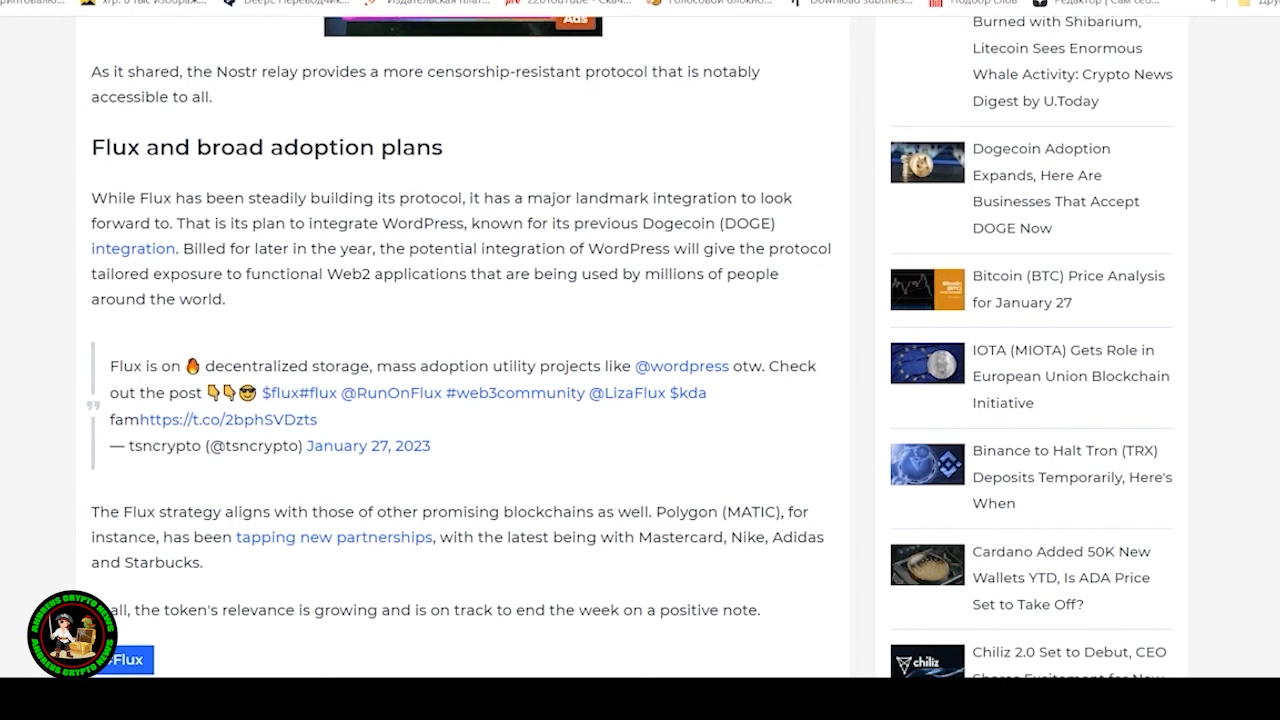 Ads
As it shared, the Nostr relay provides a more censorship-resistant protocol that is notably
accessible to all.
Flux and broad adoption plans
While Flux has been steadily building its protocol, it has a major landmark integration to look
forward to. That is its plan to integrate WordPress, known for its previous Dogecoin (DOGE)
integration. Billed for later in the year, the potential integration of WordPress will give the protocol
tailored exposure to functional Web2 applications that are being used by millions of people
around the world.
Flux is on 🔥 decentralized storage, mass adoption utility projects like @wordpress otw. Check
out the post 👇👇😎 $flux#flux @RunOnFlux #web3community @LizaFlux $kda
famhttps://t.co/2bphSVDzts
— tsncrypto (@tsncrypto) January 27, 2023
The Flux strategy aligns with those of other promising blockchains as well. Polygon (MATIC), for
instance, has been tapping new partnerships, with the latest being with Mastercard, Nike, Adidas
and Starbucks.
all, the token's relevance is growing and is on track to end the week on a positive note.
Flux
ANDREUS CRYPTO NEWS
ANDREUS CRYPTO NEWS
Burned with Shibarium,
Litecoin Sees Enormous
Whale Activity: Crypto News
Digest by U.Today
Dogecoin Adoption
Expands, Here Are
Businesses That Accept
DOGE Now
Bitcoin (BTC) Price Analysis
for January 27
IOTA (MIOTA) Gets Role in
European Union Blockchain
Initiative
Binance to Halt Tron (TRX)
Deposits Temporarily, Here's
When
Cardano Added 50K New
Wallets YTD, Is ADA Price
Set to Take Off?
chiliz
Chiliz 2.0 Set to Debut, CEO